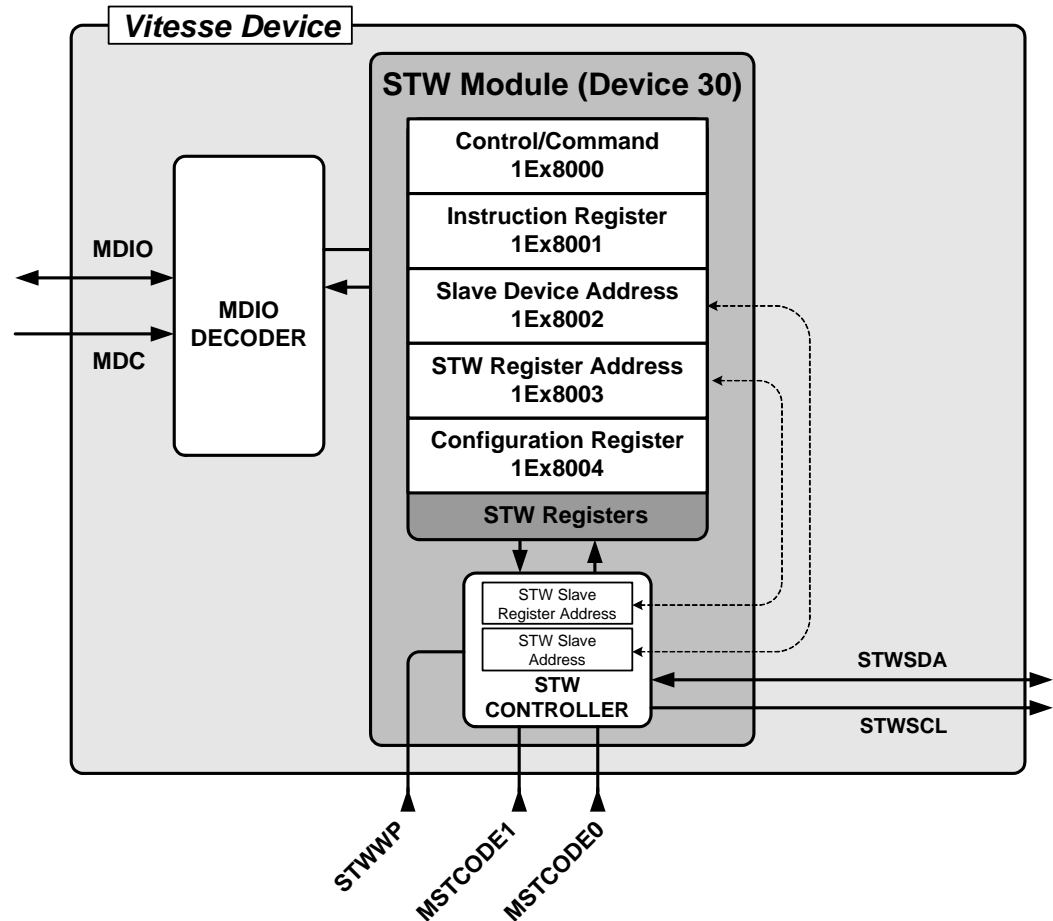 Vitesse Device
STW Module (Device 30)
Control/Command
1Ex8000
Instruction Register
1Ex8001
MDIO
Slave Device Address
1Ex8002
MDIO
DECODER
MDC
STW Register Address
1Ex8003
Configuration Register
1Ex8004
STW Registers
STW Slave
Register Address
STW Slave
Address
STW
CONTROLLER
STWSDA
STWSCL
STWWP
MSTCODE1
MSTCODE0